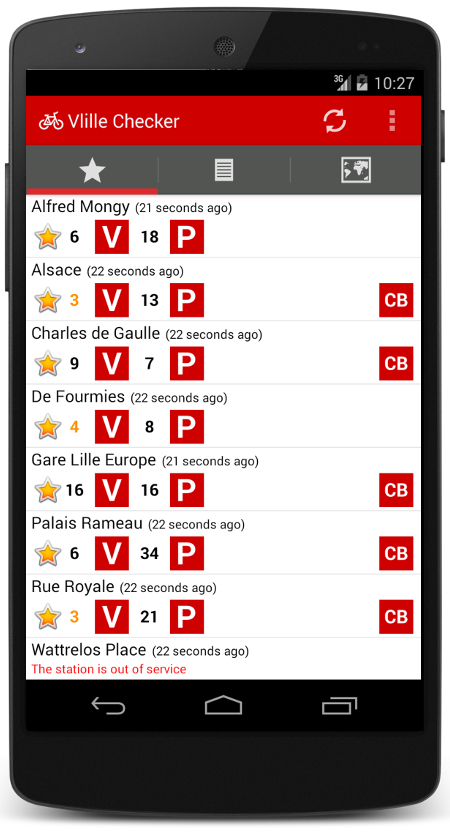 3G 10:27
Vlille Checker
Alfred Mongy (21 seconds ago)
6 V 18 P
Alsace (22 seconds ago)
3 V 13 P CB
Charles de Gaulle (22 seconds ago)
9 V 7 P CB
De Fourmies (22 seconds ago)
4 V 8 P
Gare Lille Europe (21 seconds ago)
16 V 16 P CB
Palais Rameau (22 seconds ago)
6 V 34 P CB
Rue Royale (22 seconds ago)
3 V 21 P CB
Wattrelos Place (22 seconds ago)
The station is out of service